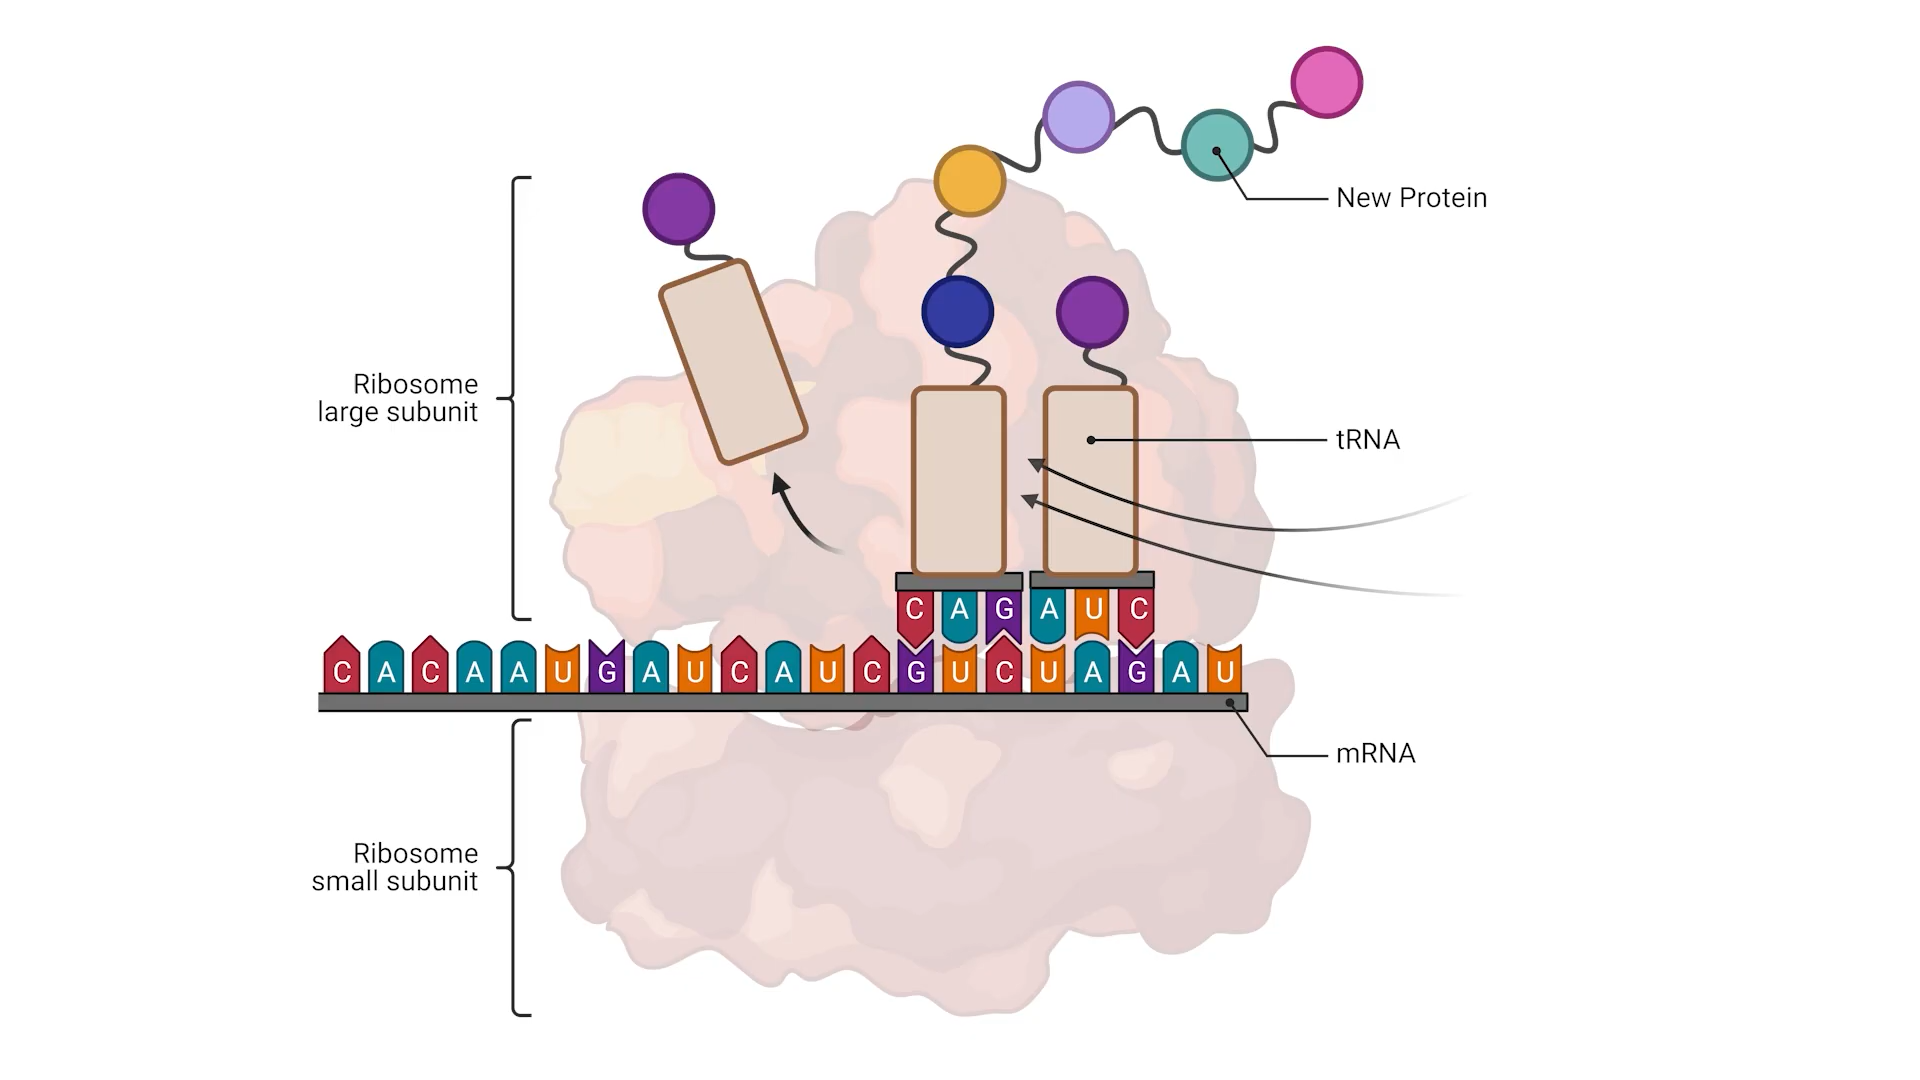 New Protein
Ribosome
large subunit
tRNA
C A G A U C
C A C A A U G A U C A U C G U C U A G A U
mRNA
Ribosome
small subunit